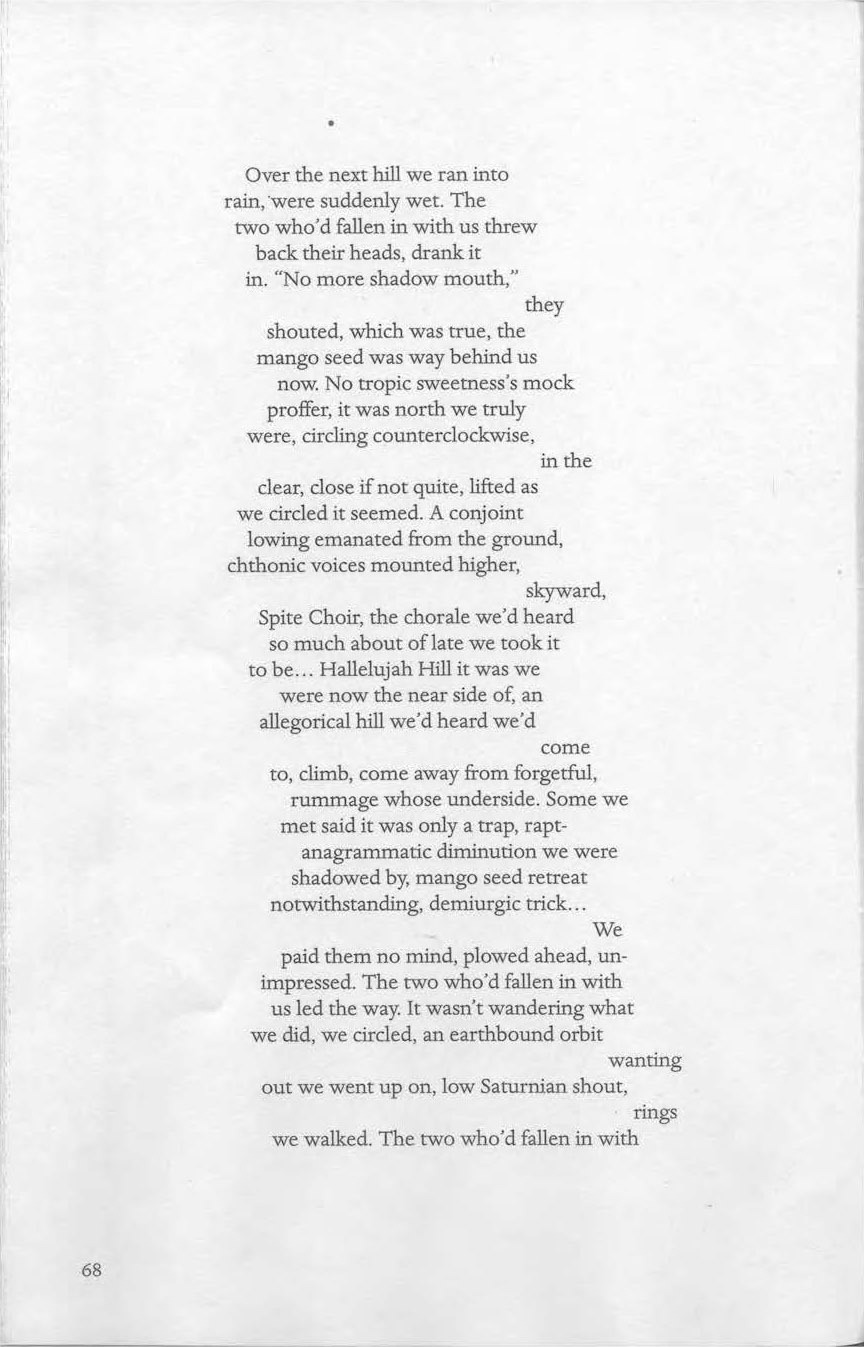 •
Over the next hill we ran into
rain, were suddenly wet. The
two who'd fallen in with us threw
back their heads, drank it
in. “No more shadow mouth,”
they
shouted, which was true, the
mango seed was way behind us
now. No tropic sweetness's mock
proffer, it was north we truly
were, circling counterclockwise,
in the
clear, close if not quite, lifted as
we circled it seemed. A conjoint
lowing emanated from the ground,
chthonic voices mounted higher,
skyward,
Spite Choir, the chorale we'd heard
so much about of late we took it
to be... Hallelujah Hill it was we
were now the near side of, an
allegorical hill we'd heard we'd
come
to, climb, come away from forgetful,
rummage whose underside. Some we
met said it was only a trap, rapt-
anagrammatic diminution we were
shadowed by, mango seed retreat
notwithstanding, demiurgic trick...
We
paid them no mind, plowed ahead, un-
impressed. The two who'd fallen in with
us led the way. It wasn't wandering what
we did, we circled, an earthbound orbit
wanting
out we went up on, low Saturnian shout,
rings
we walked. The two who'd fallen in with
68